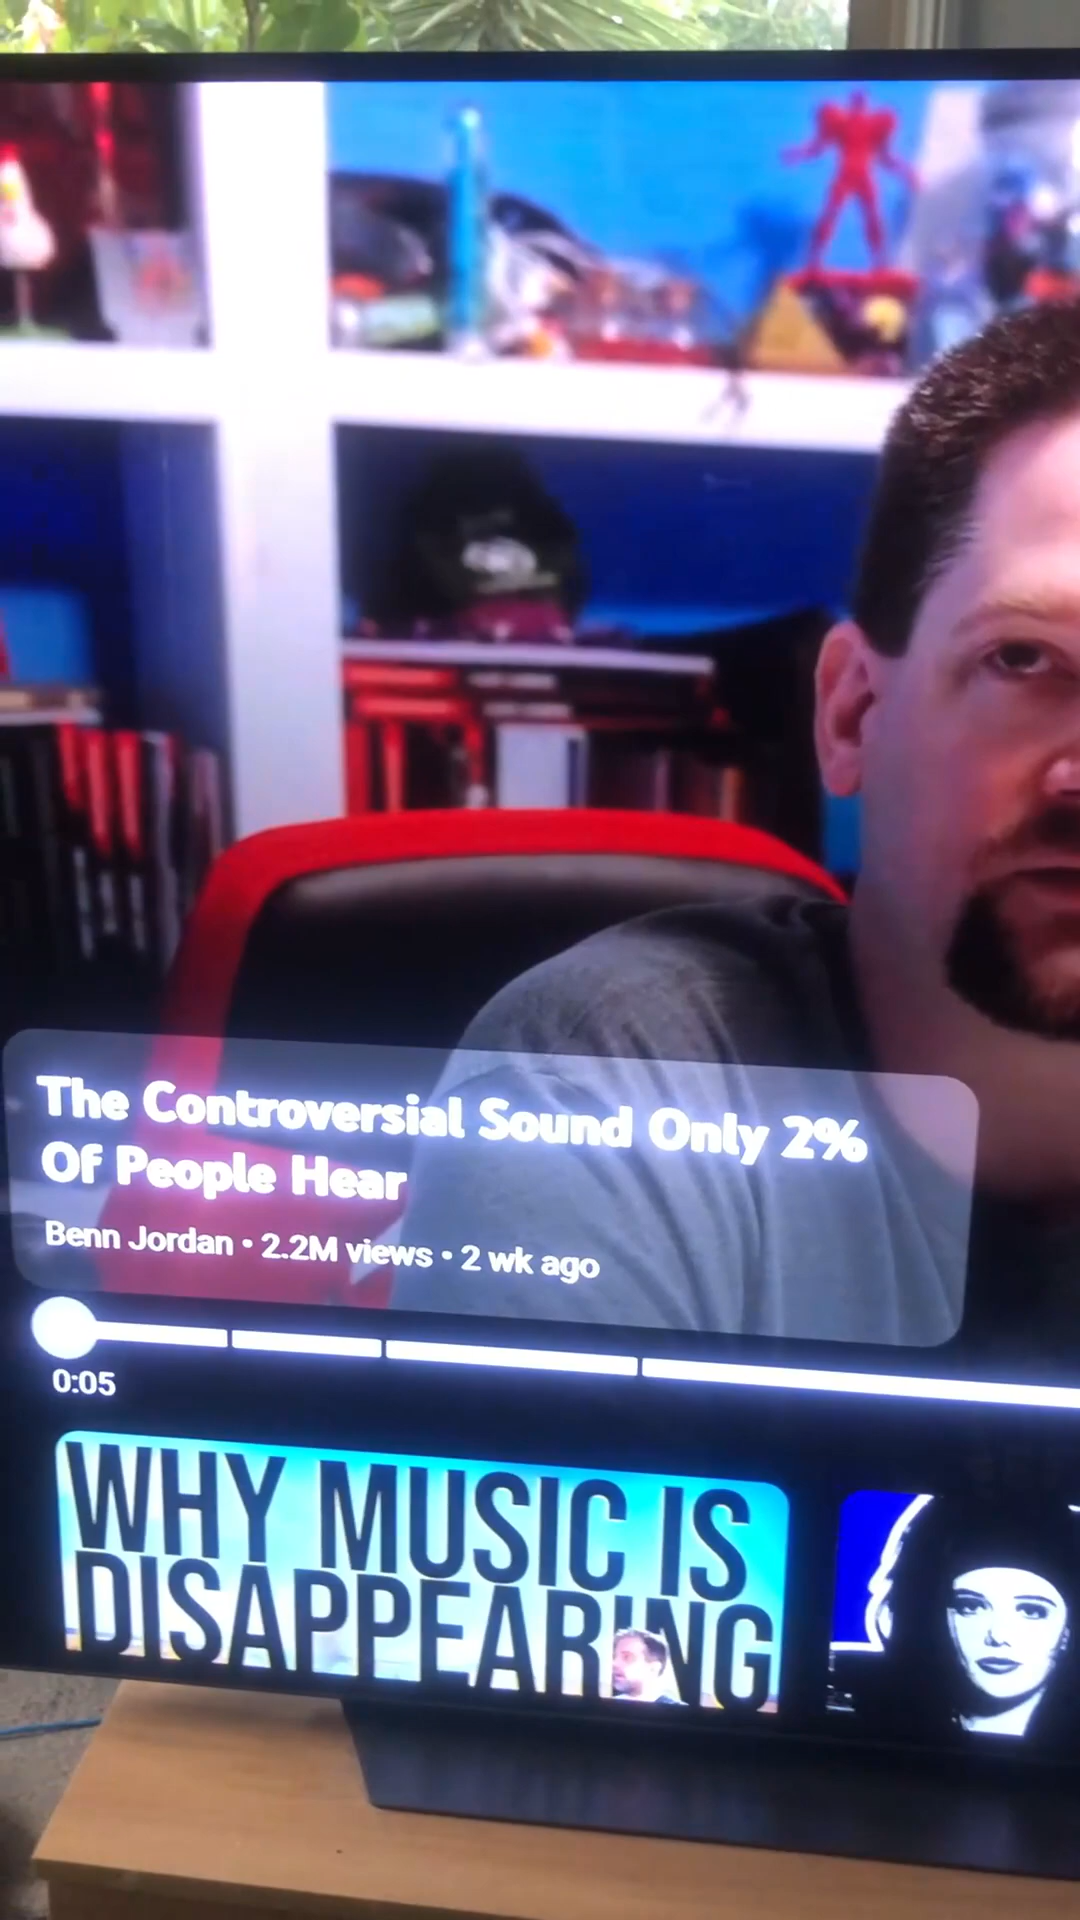 The Controversial Sound Only 2%
Of People Hear
Benn Jordan • 2.2M views • 2 wk ago
0:05
WHY MUSIC IS
DISAPPEARING